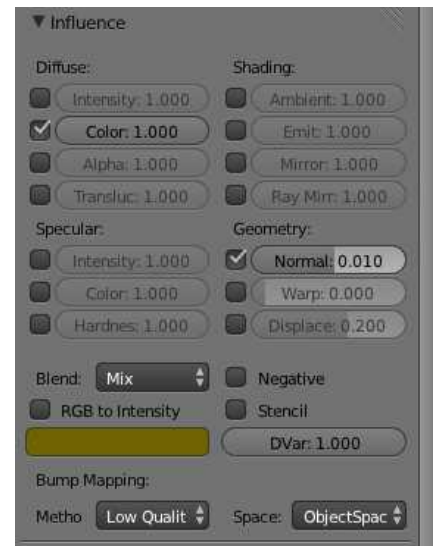 Influence
Diffuse: Shading:
Intensity: 1.000 Ambient: 1.000
Color: 1.000 Emit: 1.000
Alpha: 1.000 Mirror: 1.000
Transluc: 1.000 Ray Mirr: 1.000
Specular: Geometry:
Intensity: 1.000 Normal: 0.010
Color: 1.000 Warp: 0.000
Hardnes: 1.000 Displace: 0.200
Blend: Mix Negative
RGB to Intensity Stencil
DVar: 1.000
Bump Mapping:
Metho Low Qualit Space: ObjectSpac